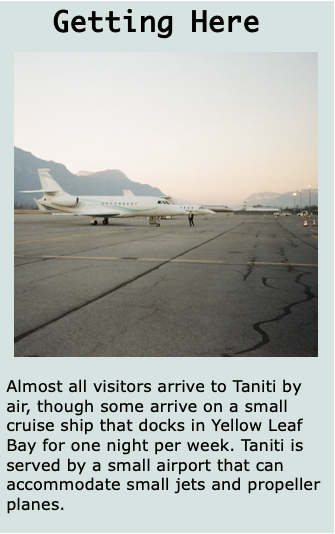 Getting Here
Almost all visitors arrive to Taniti by
air, though some arrive on a small
cruise ship that docks in Yellow Leaf
Bay for one night per week. Taniti is
served by a small airport that can
accommodate small jets and propeller
planes.